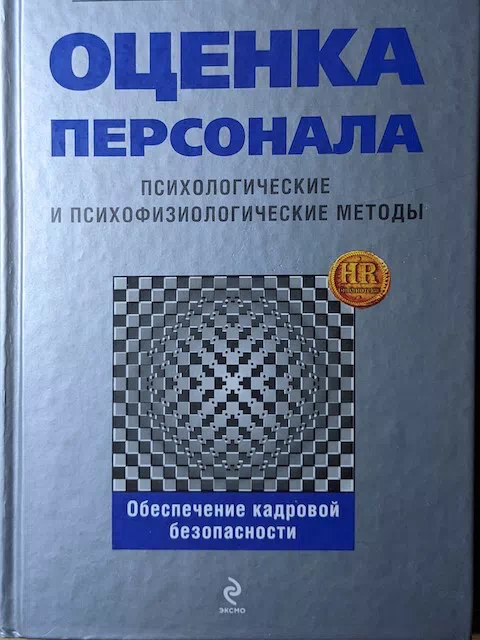 ОЦЕНКА
ПЕРСОНАЛА
ПСИХОЛОГИЧЕСКИЕ
И ПСИХОФИЗИОЛОГИЧЕСКИЕ МЕТОДЫ
HR
Обеспечение кадровой
безопасности
ЭКСМО